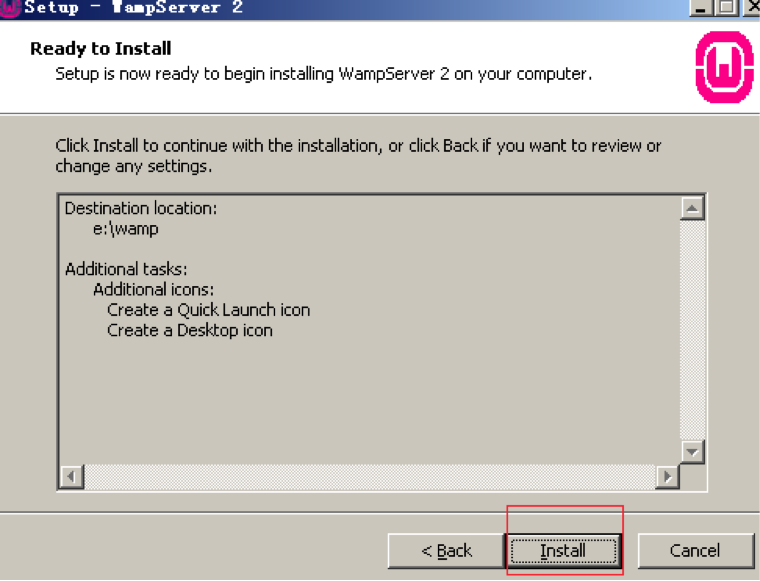 Setup - WampServer 2
Ready to Install
Setup is now ready to begin installing WampServer 2 on your computer.
Click Install to continue with the installation, or click Back if you want to review or
change any settings.
Destination location:
e:\wamp
Additional tasks:
Additional icons:
Create a Quick Launch icon
Create a Desktop icon
< Back
Install
Cancel